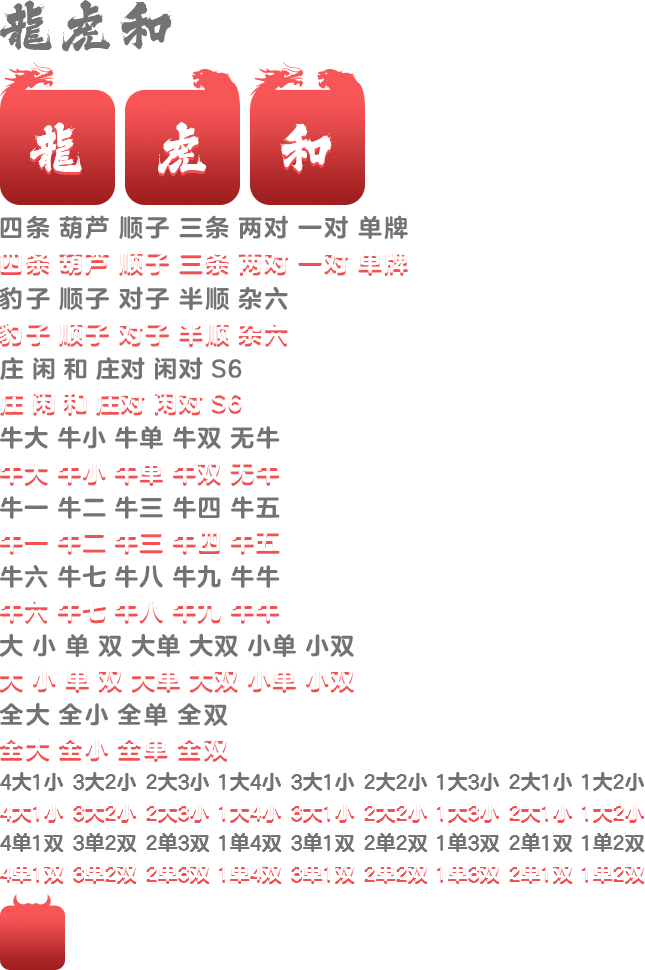 龍 虎 和
龍 虎 和
四条 葫芦 顺子 三条 两对 一对 单牌
四条 葫芦 顺子 三条 两对 一对 单牌
豹子 顺子 对子 半顺 杂六
豹子 顺子 对子 半顺 杂六
庄 闲 和 庄对 闲对 S6
庄 闲 和 庄对 闲对 S6
牛大 牛小 牛单 牛双 无牛
牛大 牛小 牛单 牛双 无牛
牛一 牛二 牛三 牛四 牛五
牛一 牛二 牛三 牛四 牛五
牛六 牛七 牛八 牛九 牛牛
牛六 牛七 牛八 牛九 牛牛
大 小 单 双 大单 大双 小单 小双
大 小 单 双 大单 大双 小单 小双
全大 全小 全单 全双
全大 全小 全单 全双
4大1小 3大2小 2大3小 1大4小 3大1小 2大2小 1大3小 2大1小 1大2小
4大1小 3大2小 2大3小 1大4小 3大1小 2大2小 1大3小 2大1小 1大2小
4单1双 3单2双 2单3双 1单4双 3单1双 2单2双 1单3双 2单1双 1单2双
4单1双 3单2双 2单3双 1单4双 3单1双 2单2双 1单3双 2单1双 1单2双